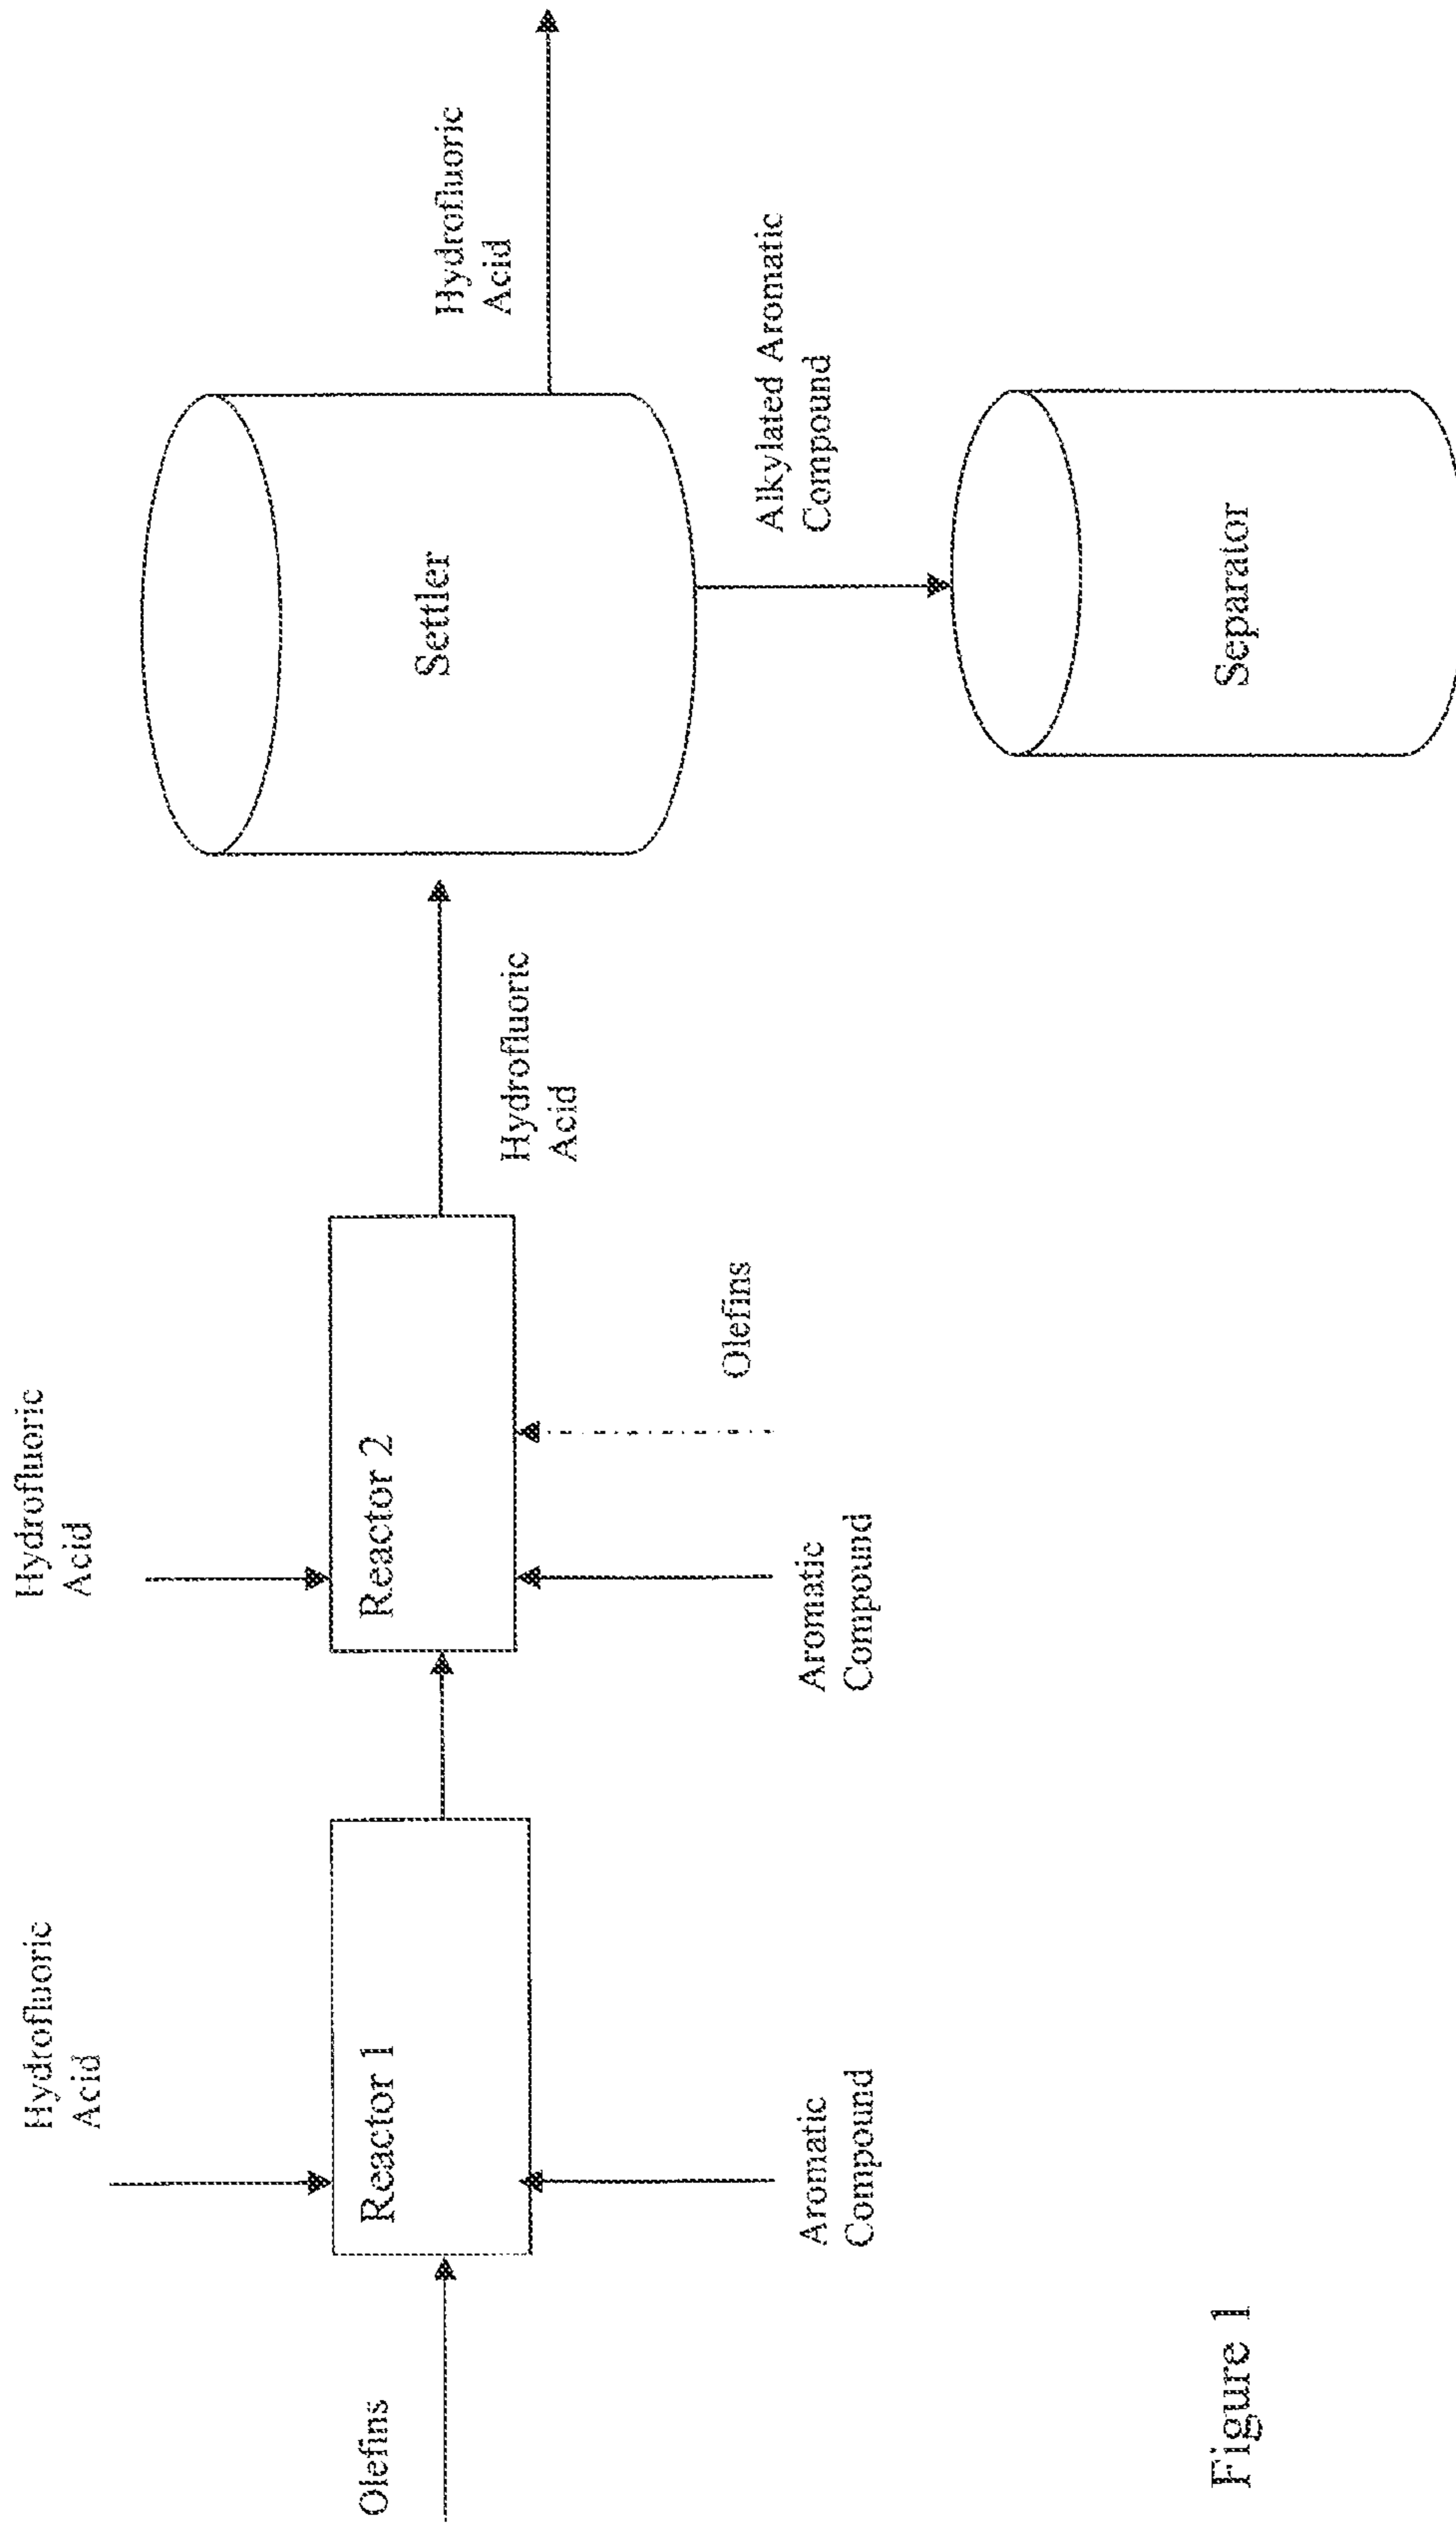 Hydrofluoric
Acid
Hydrofluoric
Acid
Hydrofluoric
Acid
Olefins
Reactor 1
Reactor 2
Settler
Hydrofluoric
Acid
Aromatic
Compound
Aromatic
Compound
Olefins
Alkylated Aromatic
Compound
Separator
Figure 1